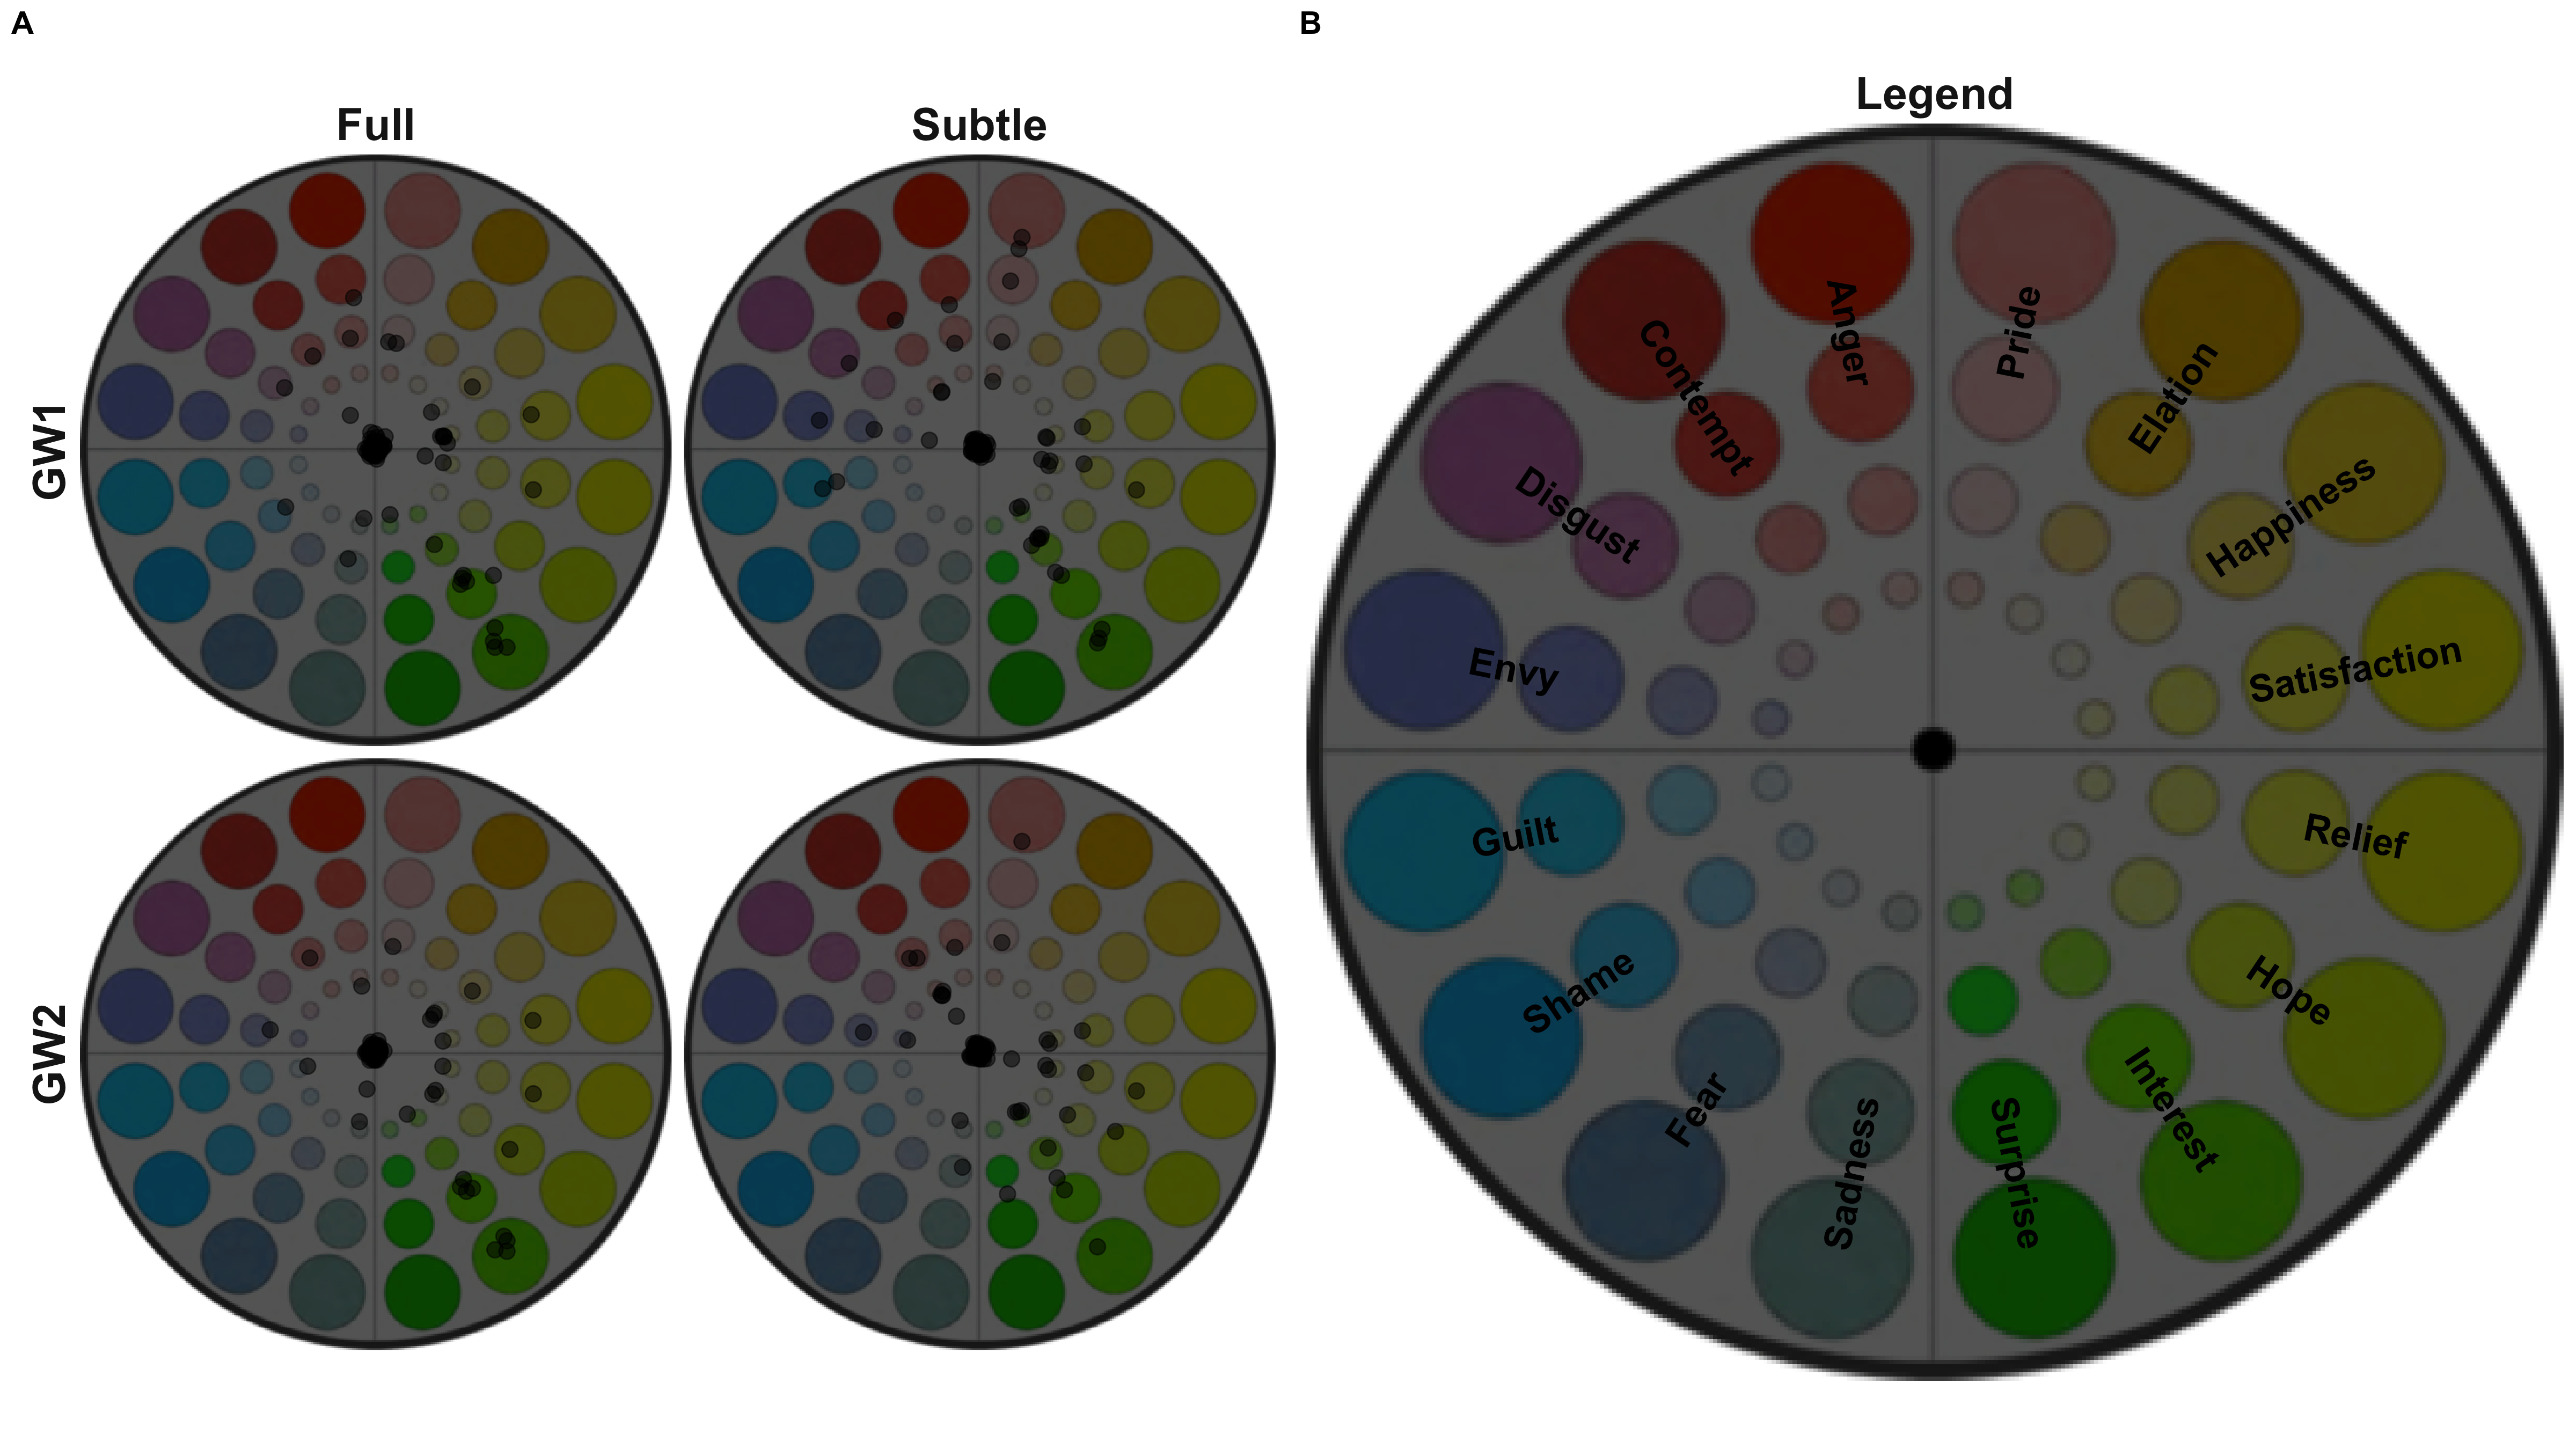 A
B
Full
Subtle
GW1
GW2
Legend
Anger
Pride
Contempt
Elation
Disgust
Happiness
Envy
Satisfaction
Guilt
Relief
Shame
Hope
Fear
Interest
Sadness
Surprise